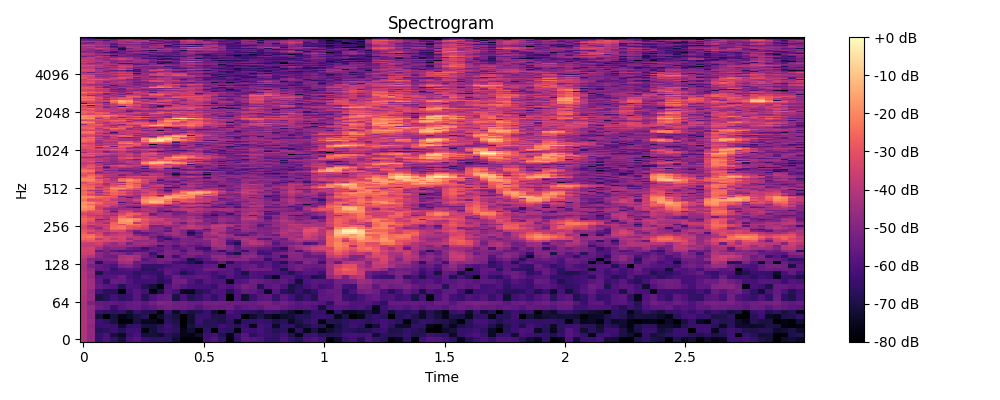 Spectrogram
Hz
4096
2048
1024
512
256
128
64
0
0
0.5
1
1.5
2
2.5
Time
+0 dB
-10 dB
-20 dB
-30 dB
-40 dB
-50 dB
-60 dB
-70 dB
-80 dB